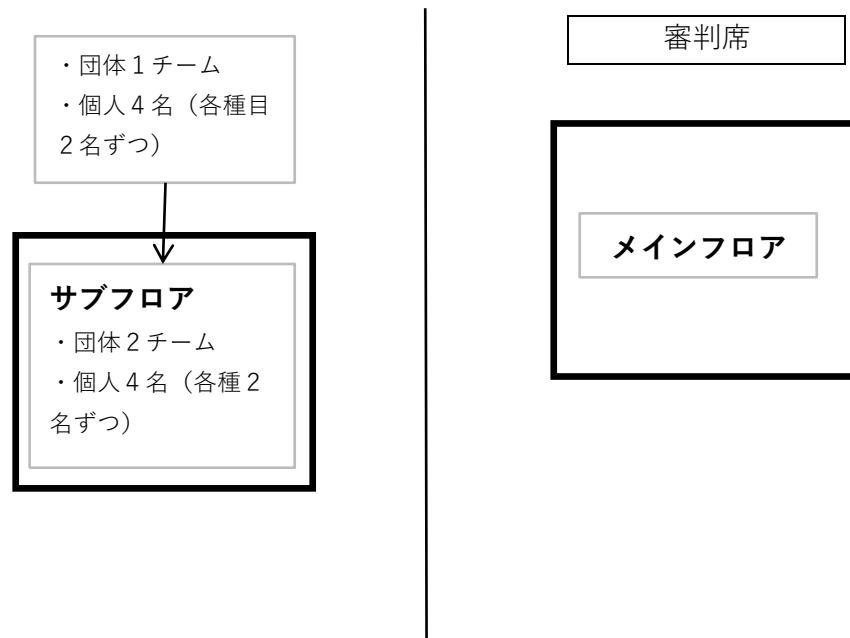 ・団体１チーム
・個人４名（各種目
２名ずつ）
サブフロア
・団体２チーム
・個人４名（各種２
名ずつ）
審判席
メインフロア